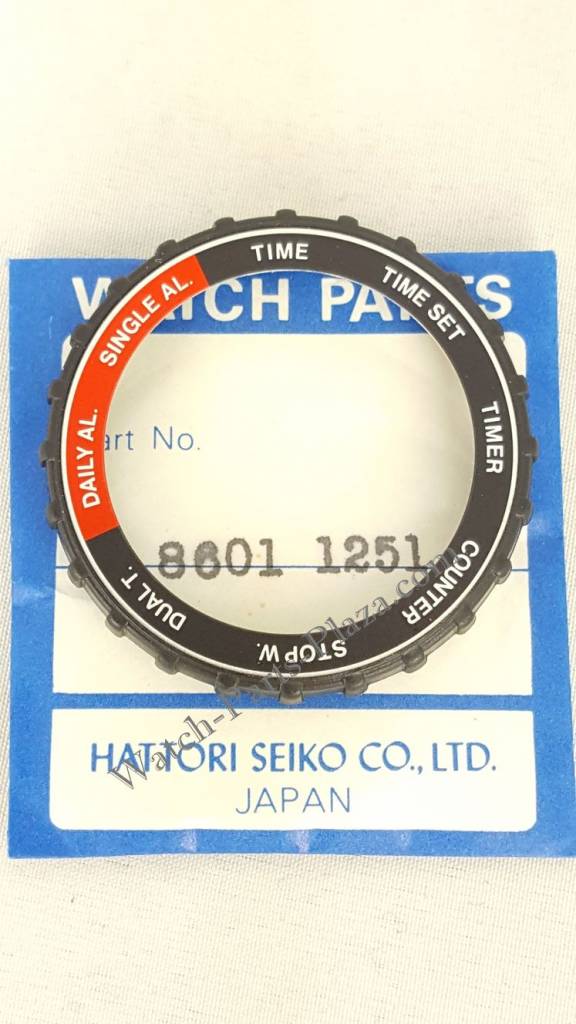 WATCH PARTS
TIME
TIME SET
TIMER
COUNTER
STOP W.
DUAL T.
DAILY AL.
SINGLE AL.
art No.
8601 1251
Watch-Parts-Plaza.com
HATTORI SEIKO CO., LTD.
JAPAN